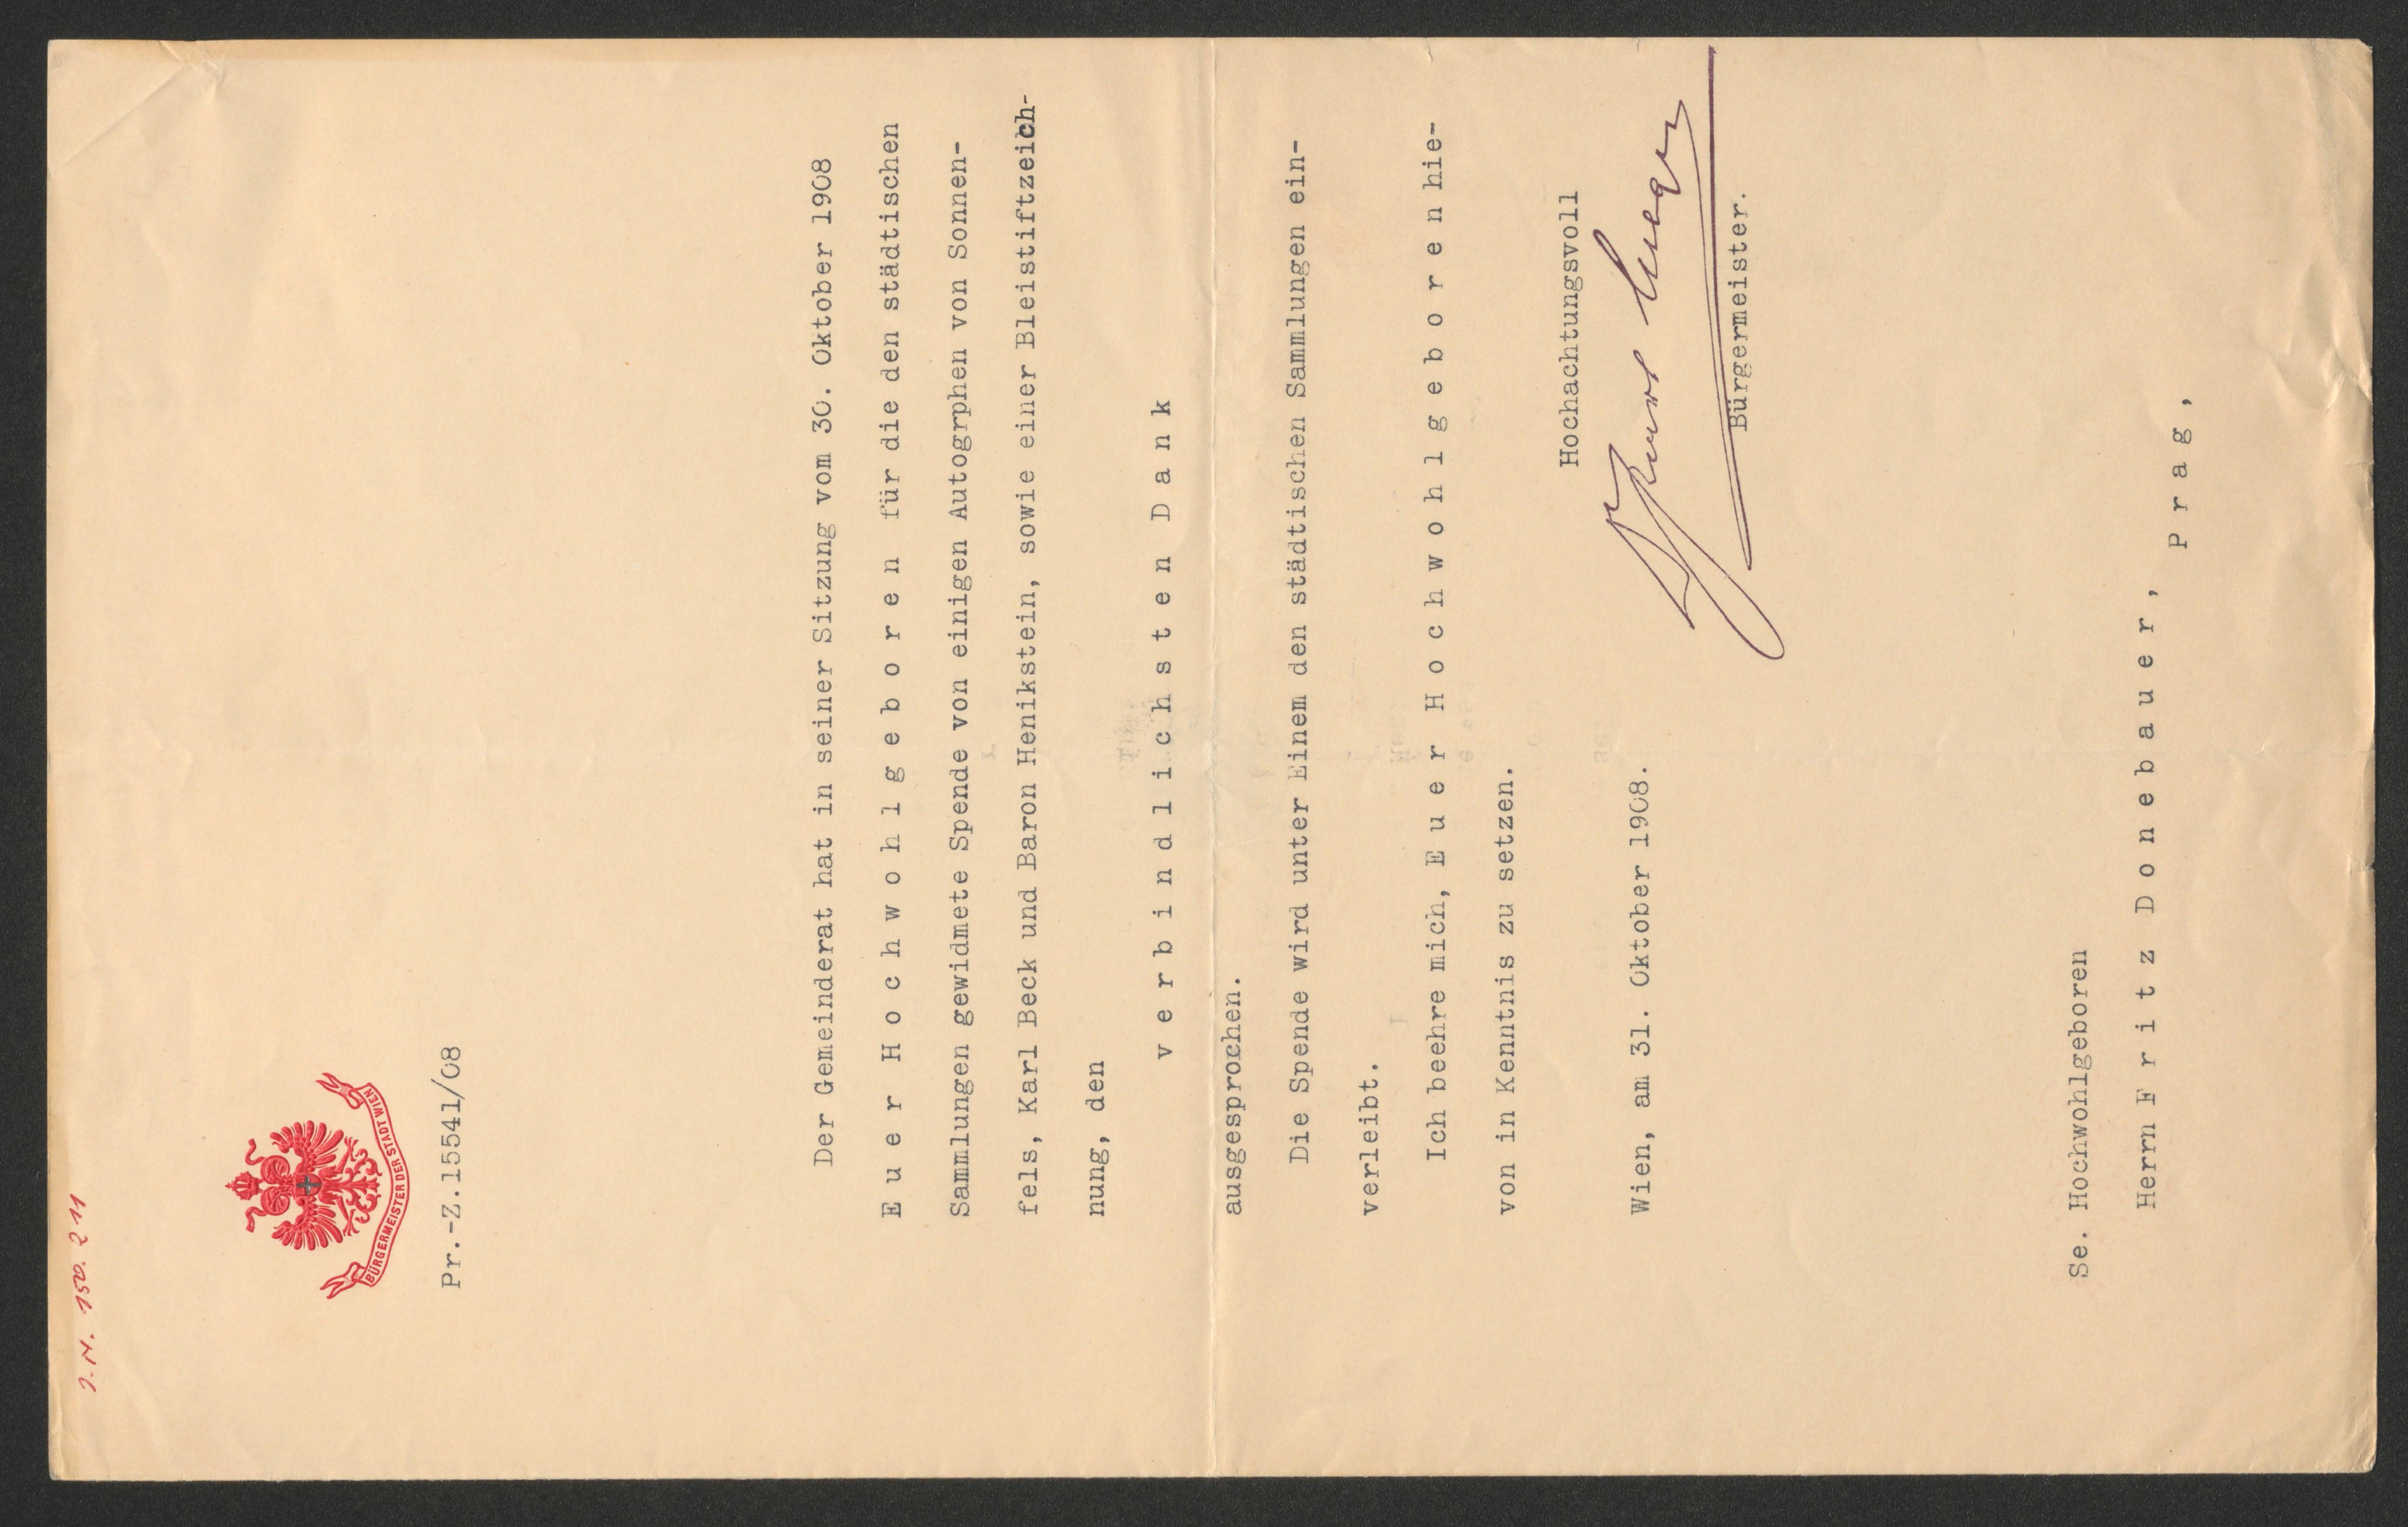 J.N. 150.211
BÜRGERMEISTER DER STADT WIEN
Pr.-Z.15541/08
Der Gemeinderat hat in seiner Sitzung vom 30. Oktober 1908
E u e r H o c h w o h l g e b o r e n für die den städtischen
Sammlungen gewidmete Spende von einigen Autogrphen von Sonnen-
fels, Karl Beck und Baron Henikstein, sowie einer Bleistiftzeich-
nung, den
v e r b i n d l i c h s t e n D a n k
ausgesprochen.
Die Spende wird unter Einem den städtischen Sammlungen ein-
verleibt.
Ich beehre mich, E u e r H o c h w o h l g e b o r e n hie-
von in Kenntnis zu setzen.
Hochachtungsvoll
Wien, am 31. Oktober 1908.
Karl Lueger
Bürgermeister.
Se. Hochwohlgeboren
Herrn F r i t z D o n e b a u e r ,
P r a g ,